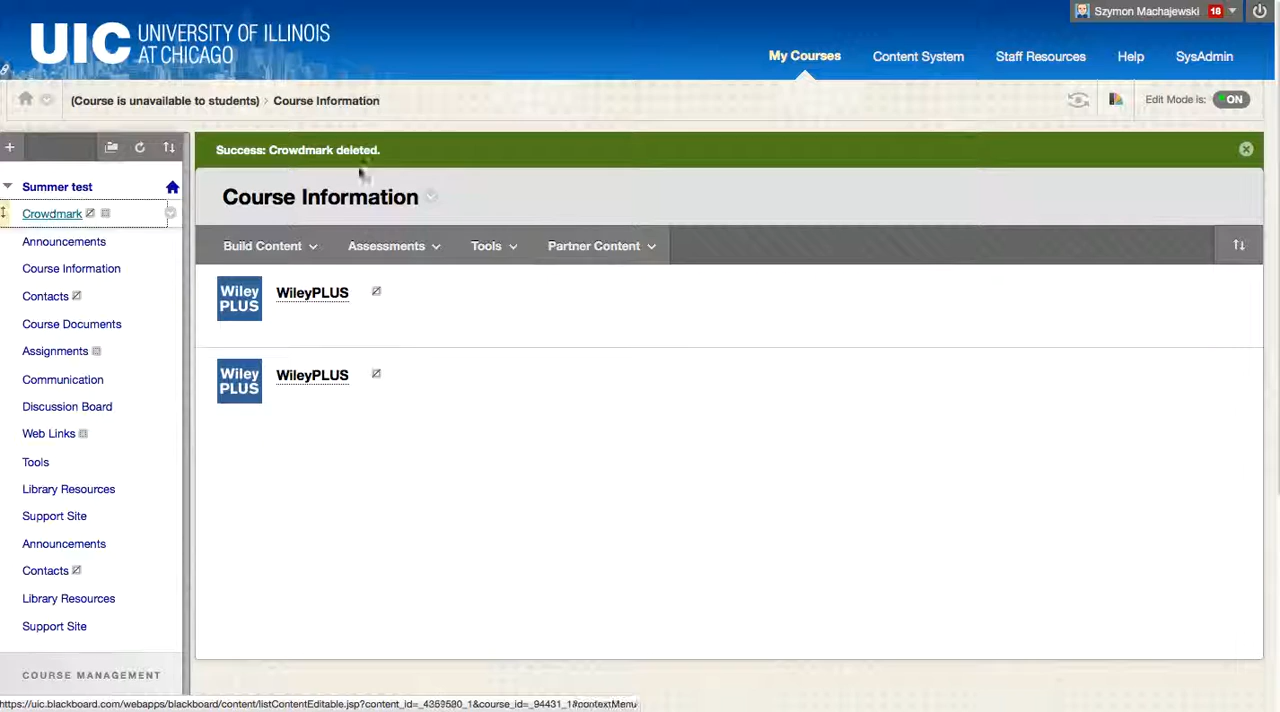 UIC UNIVERSITY OF ILLINOIS
AT CHICAGO
Szymon Machajewski 18
My Courses Content System Staff Resources Help SysAdmin
(Course is unavailable to students) > Course Information
Edit Mode is: ON
Success: Crowdmark deleted.
Summer test
Crowdmark
Announcements
Course Information
Contacts
Course Documents
Assignments
Communication
Discussion Board
Web Links
Tools
Library Resources
Support Site
Announcements
Contacts
Library Resources
Support Site
COURSE MANAGEMENT
Course Information
Build Content Assessments Tools Partner Content
Wiley
PLUS
WileyPLUS
Wiley
PLUS
WileyPLUS
https://uic.blackboard.com/webapps/blackboard/content/listContentEditable.jsp?content_id=_4359580_1&course_id=_94431_1#contextMenu